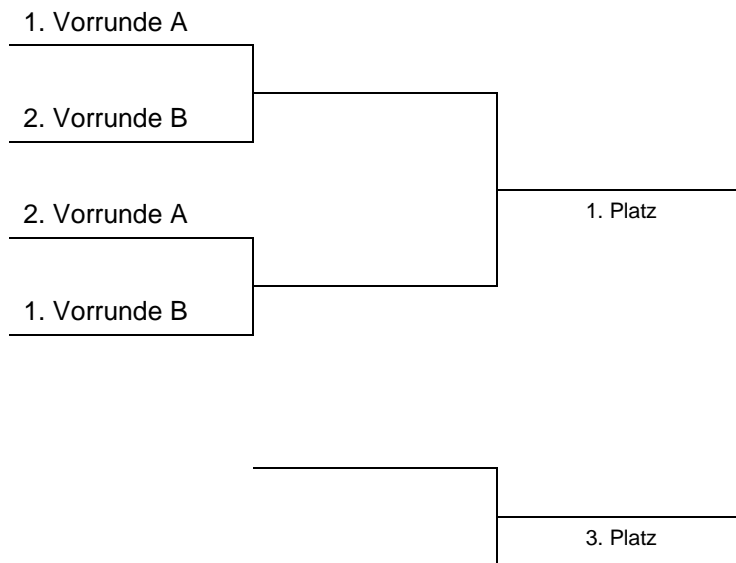 1. Vorrunde A
2. Vorrunde B
2. Vorrunde A
1. Platz
1. Vorrunde B
3. Platz